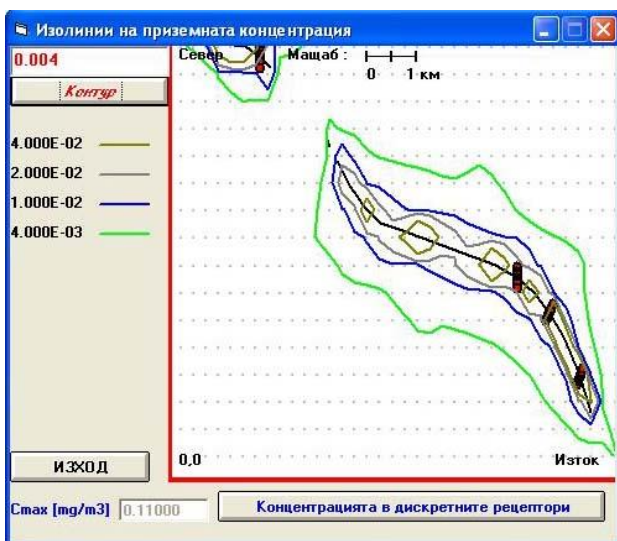 Изолинии на приземната концентрация
0.004
Контур
4.000E-02
2.000E-02
1.000E-02
4.000E-03
Север Мащаб :
0 1 км
0,0 Изток
ИЗХОД
Cmax [mg/m3] 0.11000
Концентрацията в дискретните рецептори